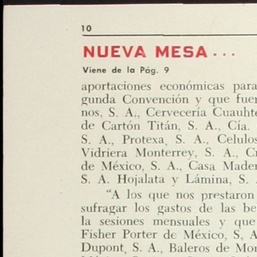 10
NUEVA MESA . . .
Viene de la Pág. 9
aportaciones económicas para
gunda Convención y que fuer
nos, S. A., Cervecería Cuauhte
de Cartón Titán, S. A., Cía.
S. A., Protexa, S. A., Celulos
Vidriera Monterrey, S. A., Cr
de México, S. A., Casa Mader
S. A. Hojalata y Lámina, S.
"A los que nos prestaron
sufragar los gastos de las be
la sesiones mensuales y que
Fisher Porter de México, S, A
Dupont, S. A., Baleros de Mon